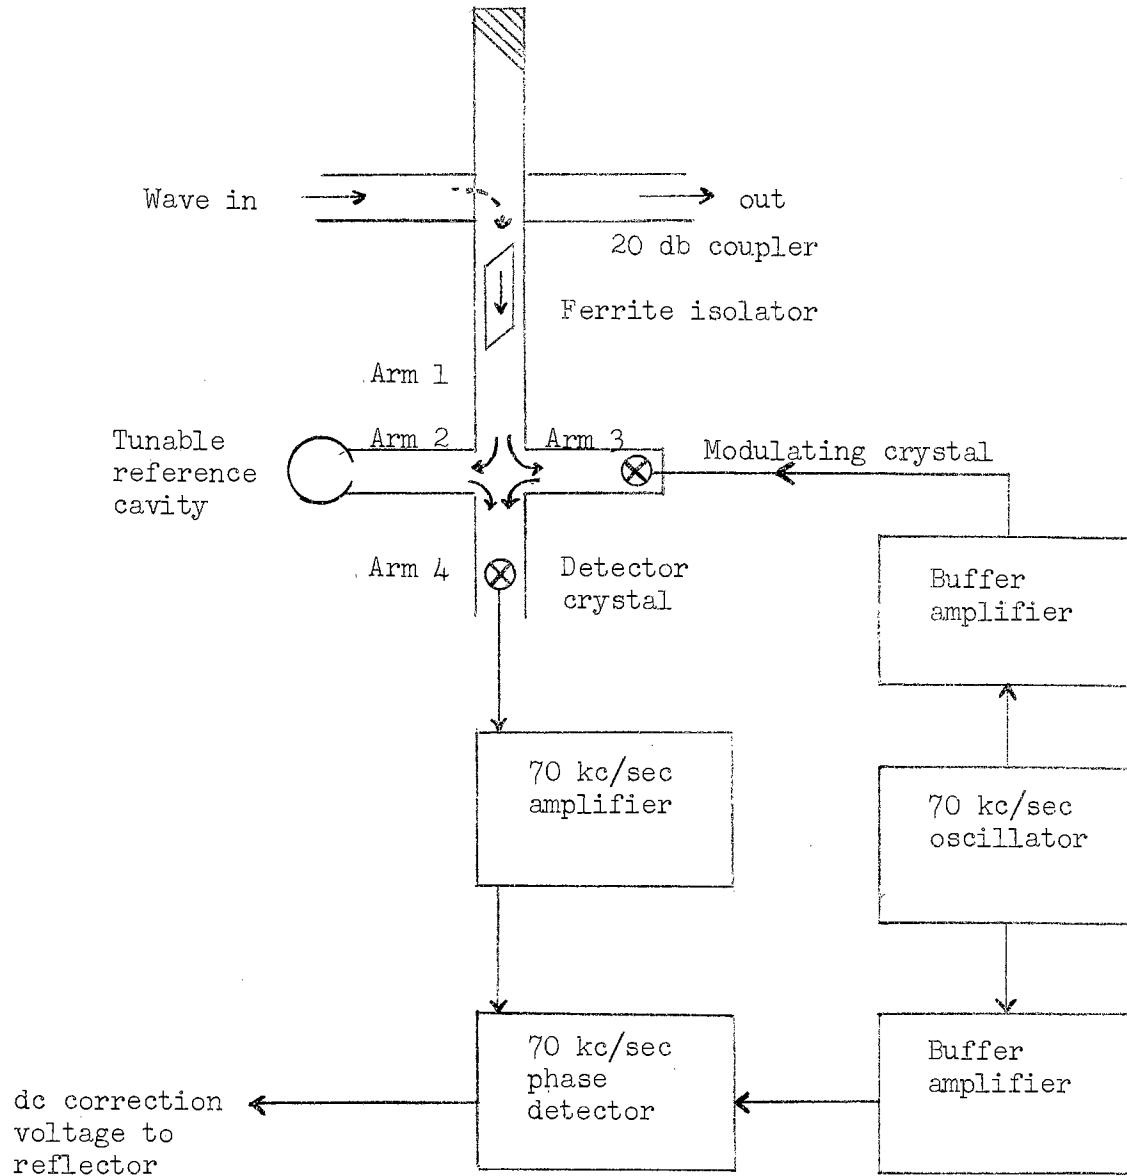 Wave in
out
20 db coupler
Ferrite isolator
Arm 1
Tunable
reference
cavity
Arm 2
Arm 3
Modulating crystal
Arm 4
Detector
crystal
Buffer
amplifier
70 kc/sec
amplifier
70 kc/sec
oscillator
70 kc/sec
phase
detector
Buffer
amplifier
dc correction
voltage to
reflector